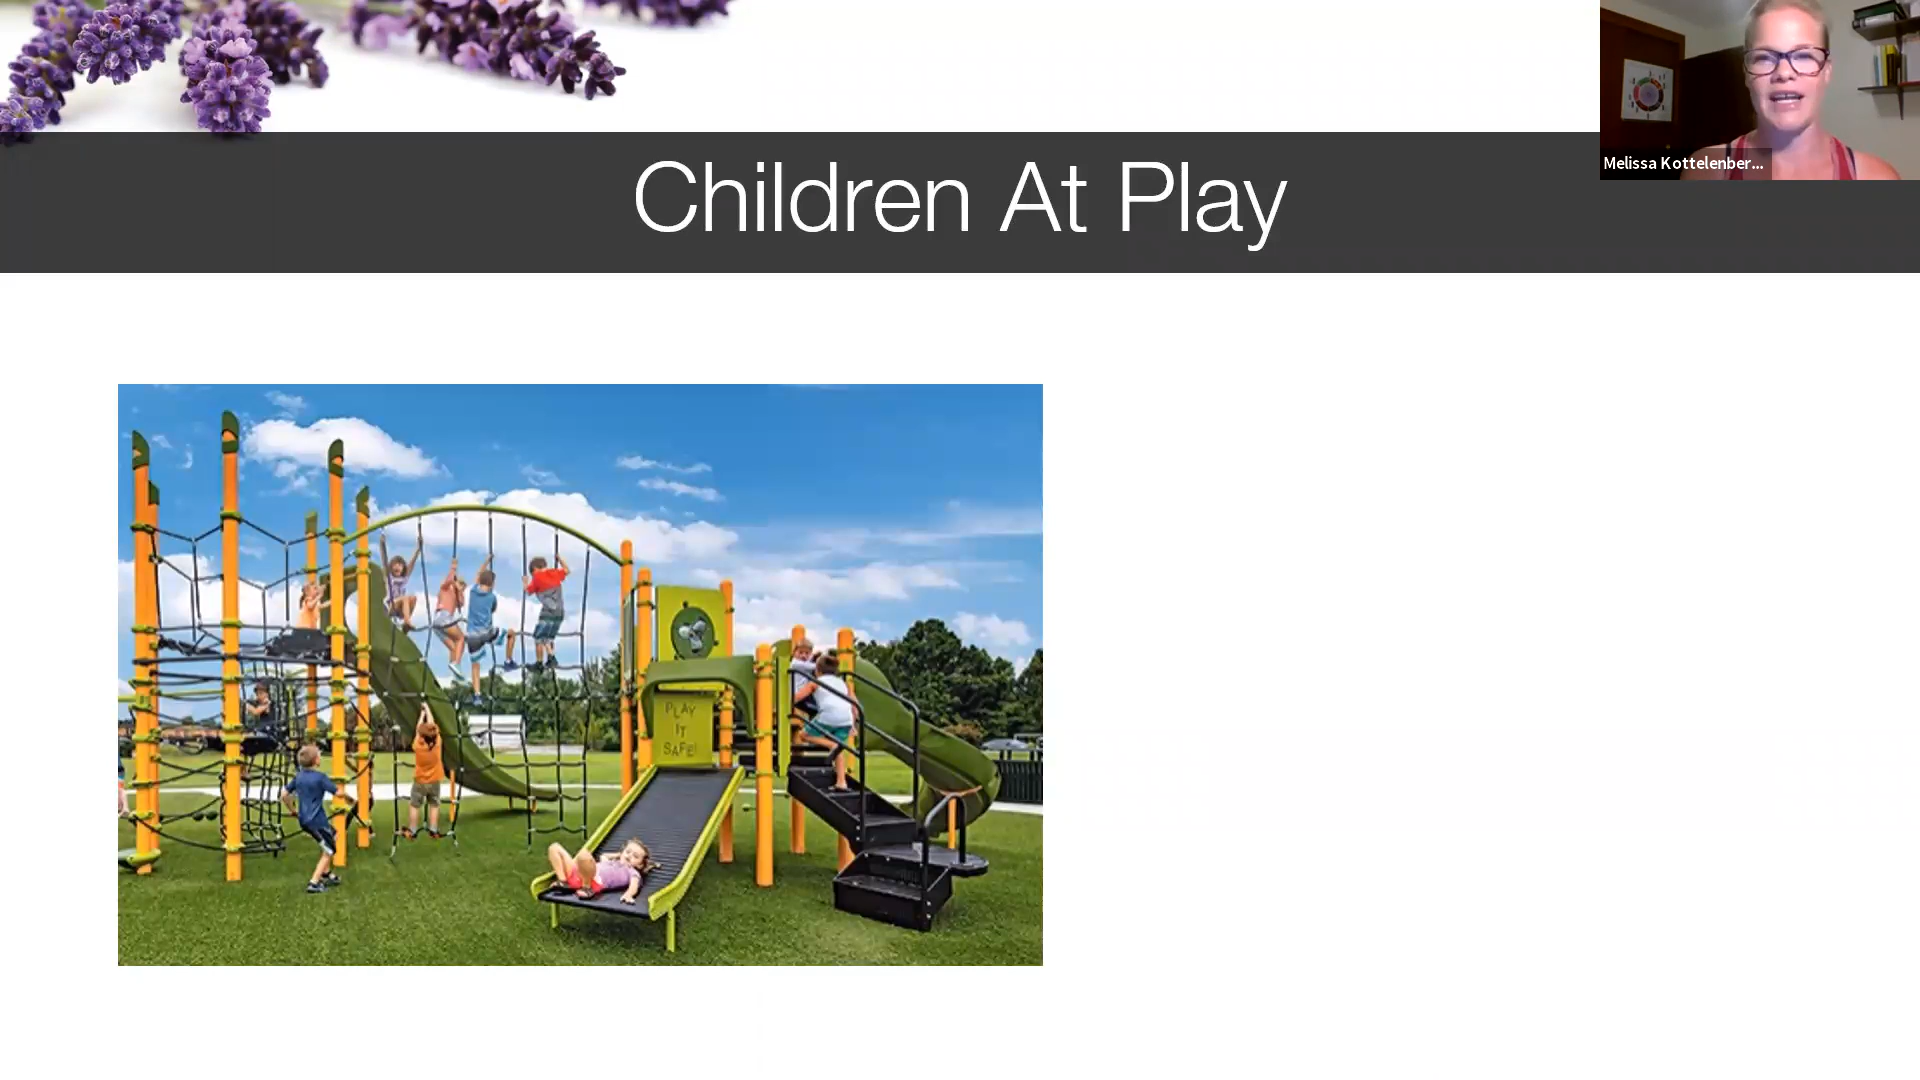 Children At Play
Melissa Kottelenber...
PLAY
IT
SAFE!